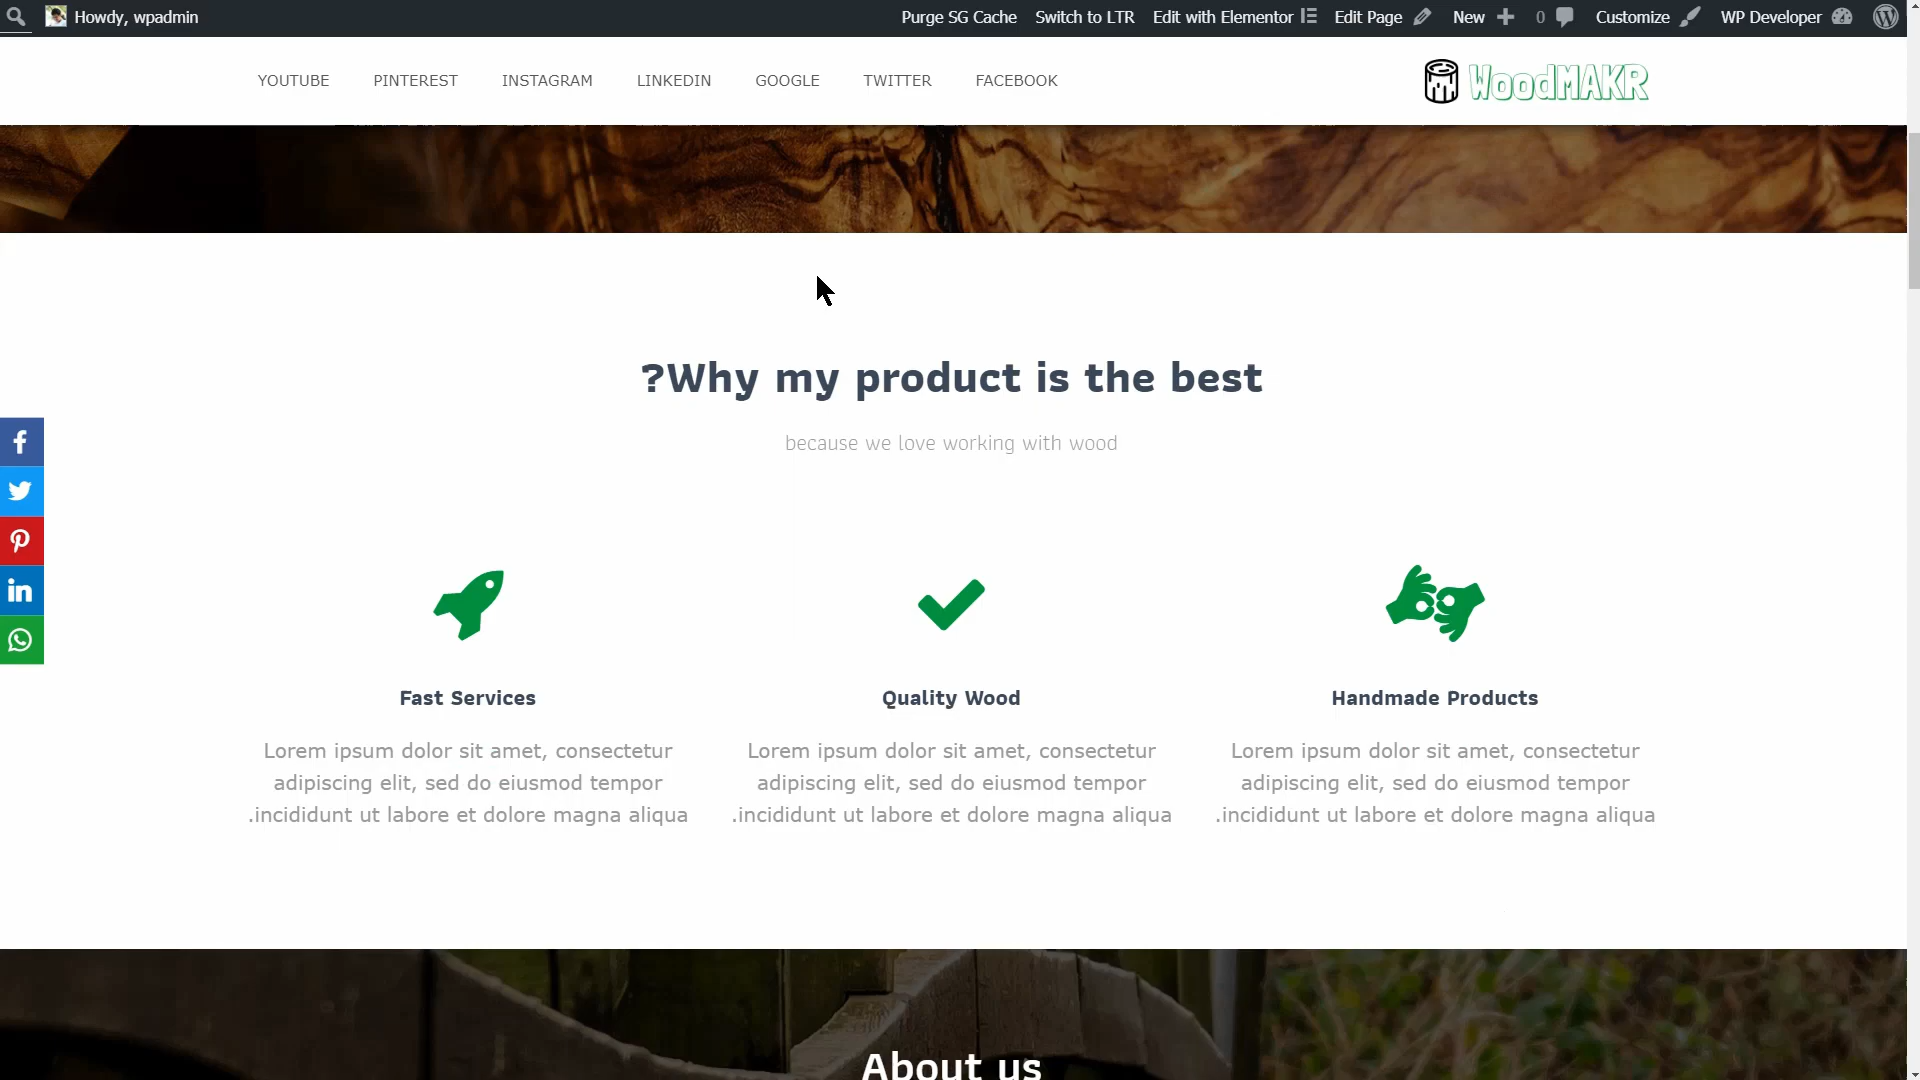 Howdy, wpadmin
Purge SG Cache Switch to LTR Edit with Elementor Edit Page New 0 Customize WP Developer
YOUTUBE PINTEREST INSTAGRAM LINKEDIN GOOGLE TWITTER FACEBOOK
WoodMAKR
?Why my product is the best
because we love working with wood
Fast Services
Lorem ipsum dolor sit amet, consectetur
adipiscing elit, sed do eiusmod tempor
.incididunt ut labore et dolore magna aliqua
Quality Wood
Lorem ipsum dolor sit amet, consectetur
adipiscing elit, sed do eiusmod tempor
.incididunt ut labore et dolore magna aliqua
Handmade Products
Lorem ipsum dolor sit amet, consectetur
adipiscing elit, sed do eiusmod tempor
.incididunt ut labore et dolore magna aliqua
About us